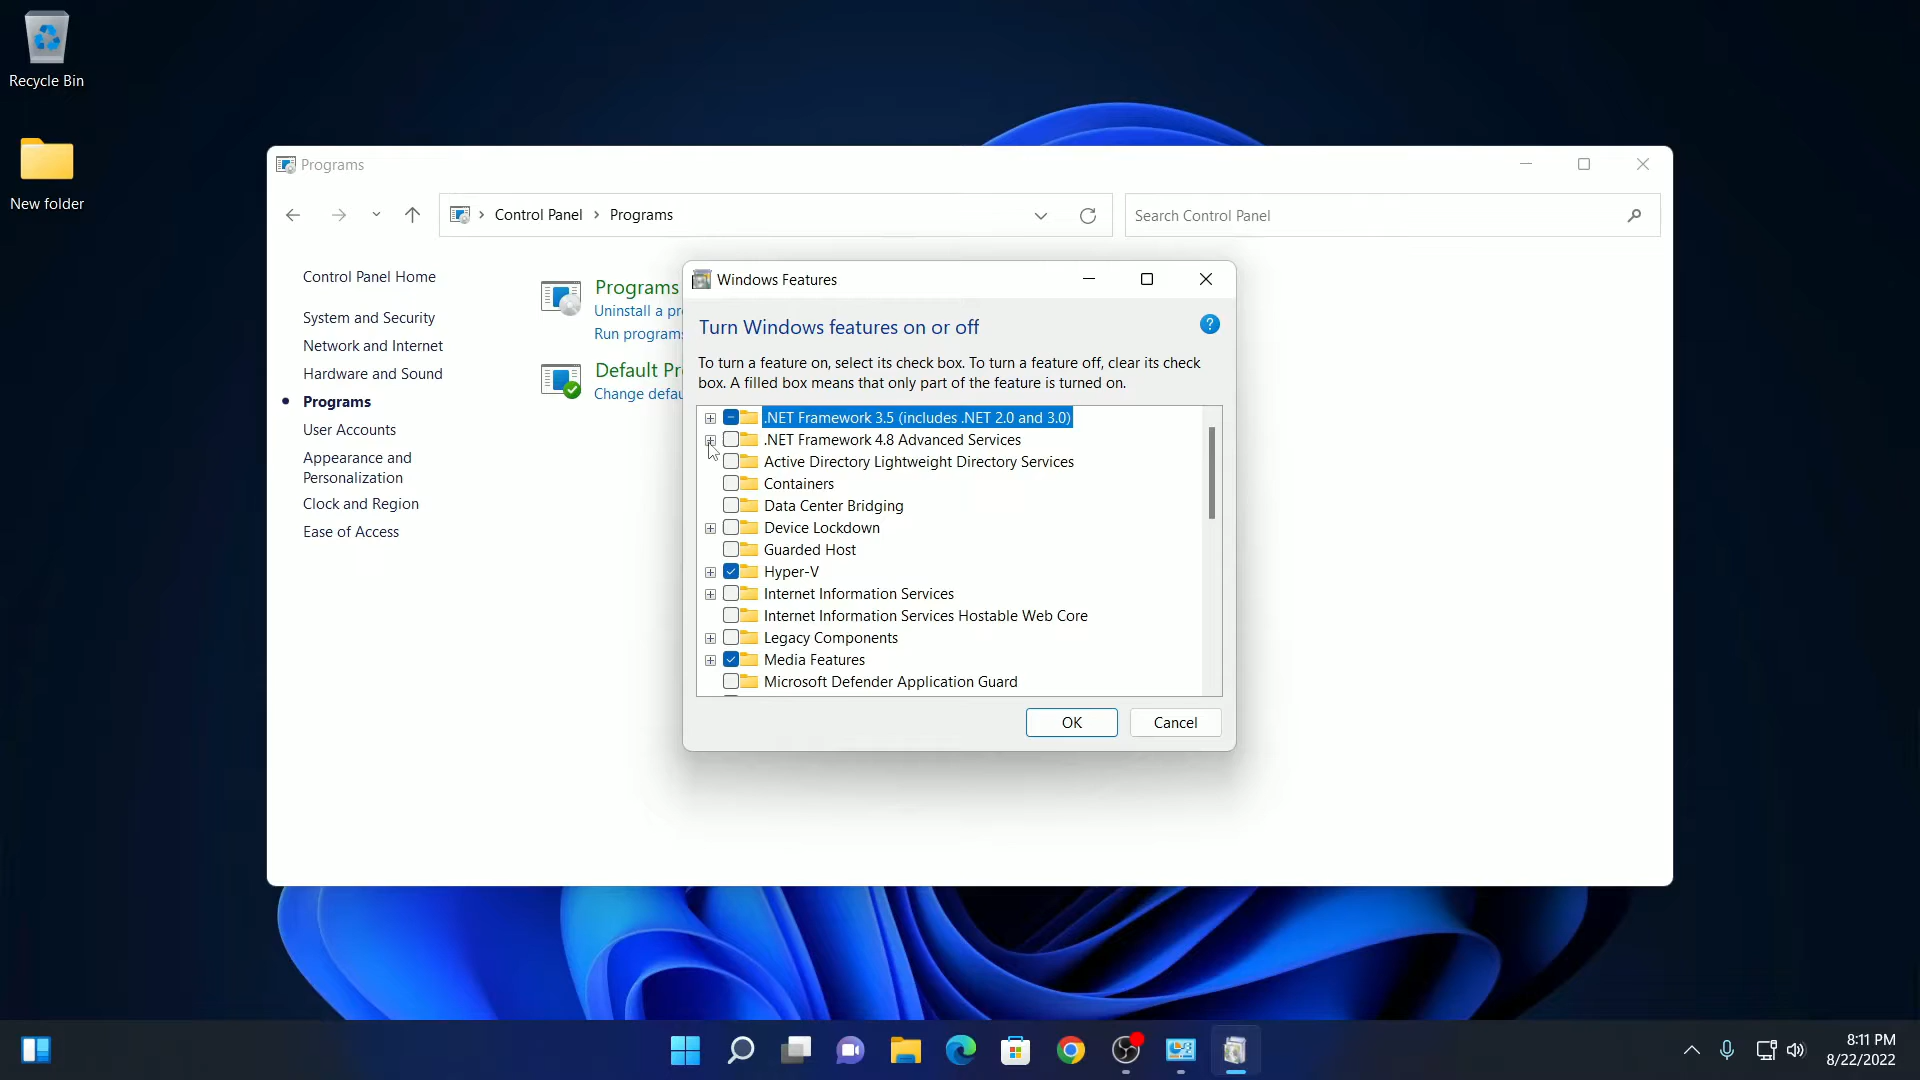 Recycle Bin
New folder
Programs
Control Panel > Programs
Search Control Panel
Control Panel Home
System and Security
Network and Internet
Hardware and Sound
Programs
User Accounts
Appearance and
Personalization
Clock and Region
Ease of Access
Programs
Uninstall a
Run programs
Default
Change
Windows Features
Turn Windows features on or off
To turn a feature on, select its check box. To turn a feature off, clear its check
box. A filled box means that only part of the feature is turned on.
.NET Framework 3.5 (includes .NET 2.0 and 3.0)
.NET Framework 4.8 Advanced Services
Active Directory Lightweight Directory Services
Containers
Data Center Bridging
Device Lockdown
Guarded Host
Hyper-V
Internet Information Services
Internet Information Services Hostable Web Core
Legacy Components
Media Features
Microsoft Defender Application Guard
OK
Cancel
8:11 PM
8/22/2022